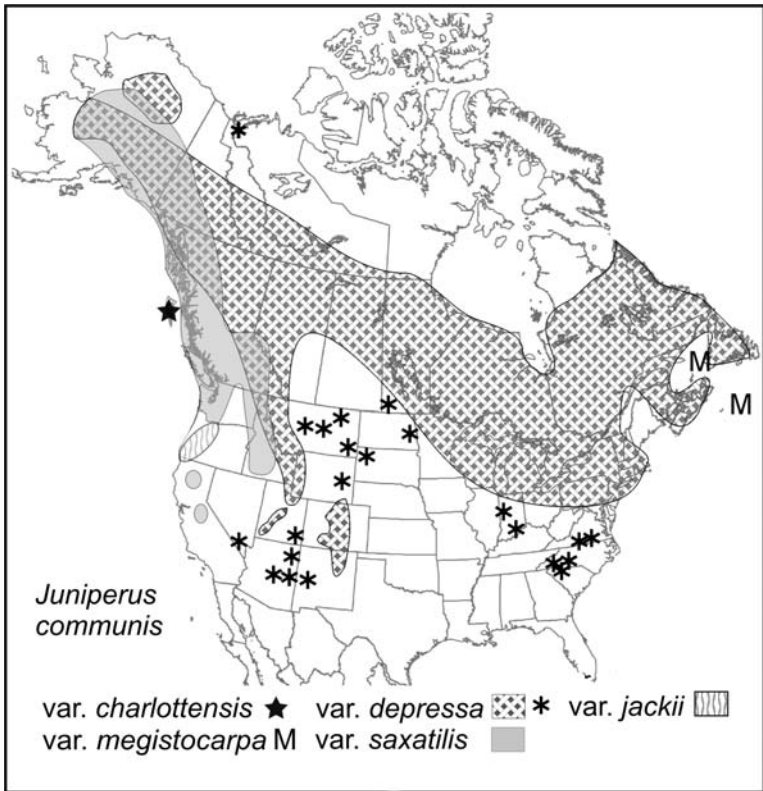 M
M
Juniperus
communis
var. charlottensis ★ var. depressa * var. jackii
var. megistocarpa M var. saxatilis